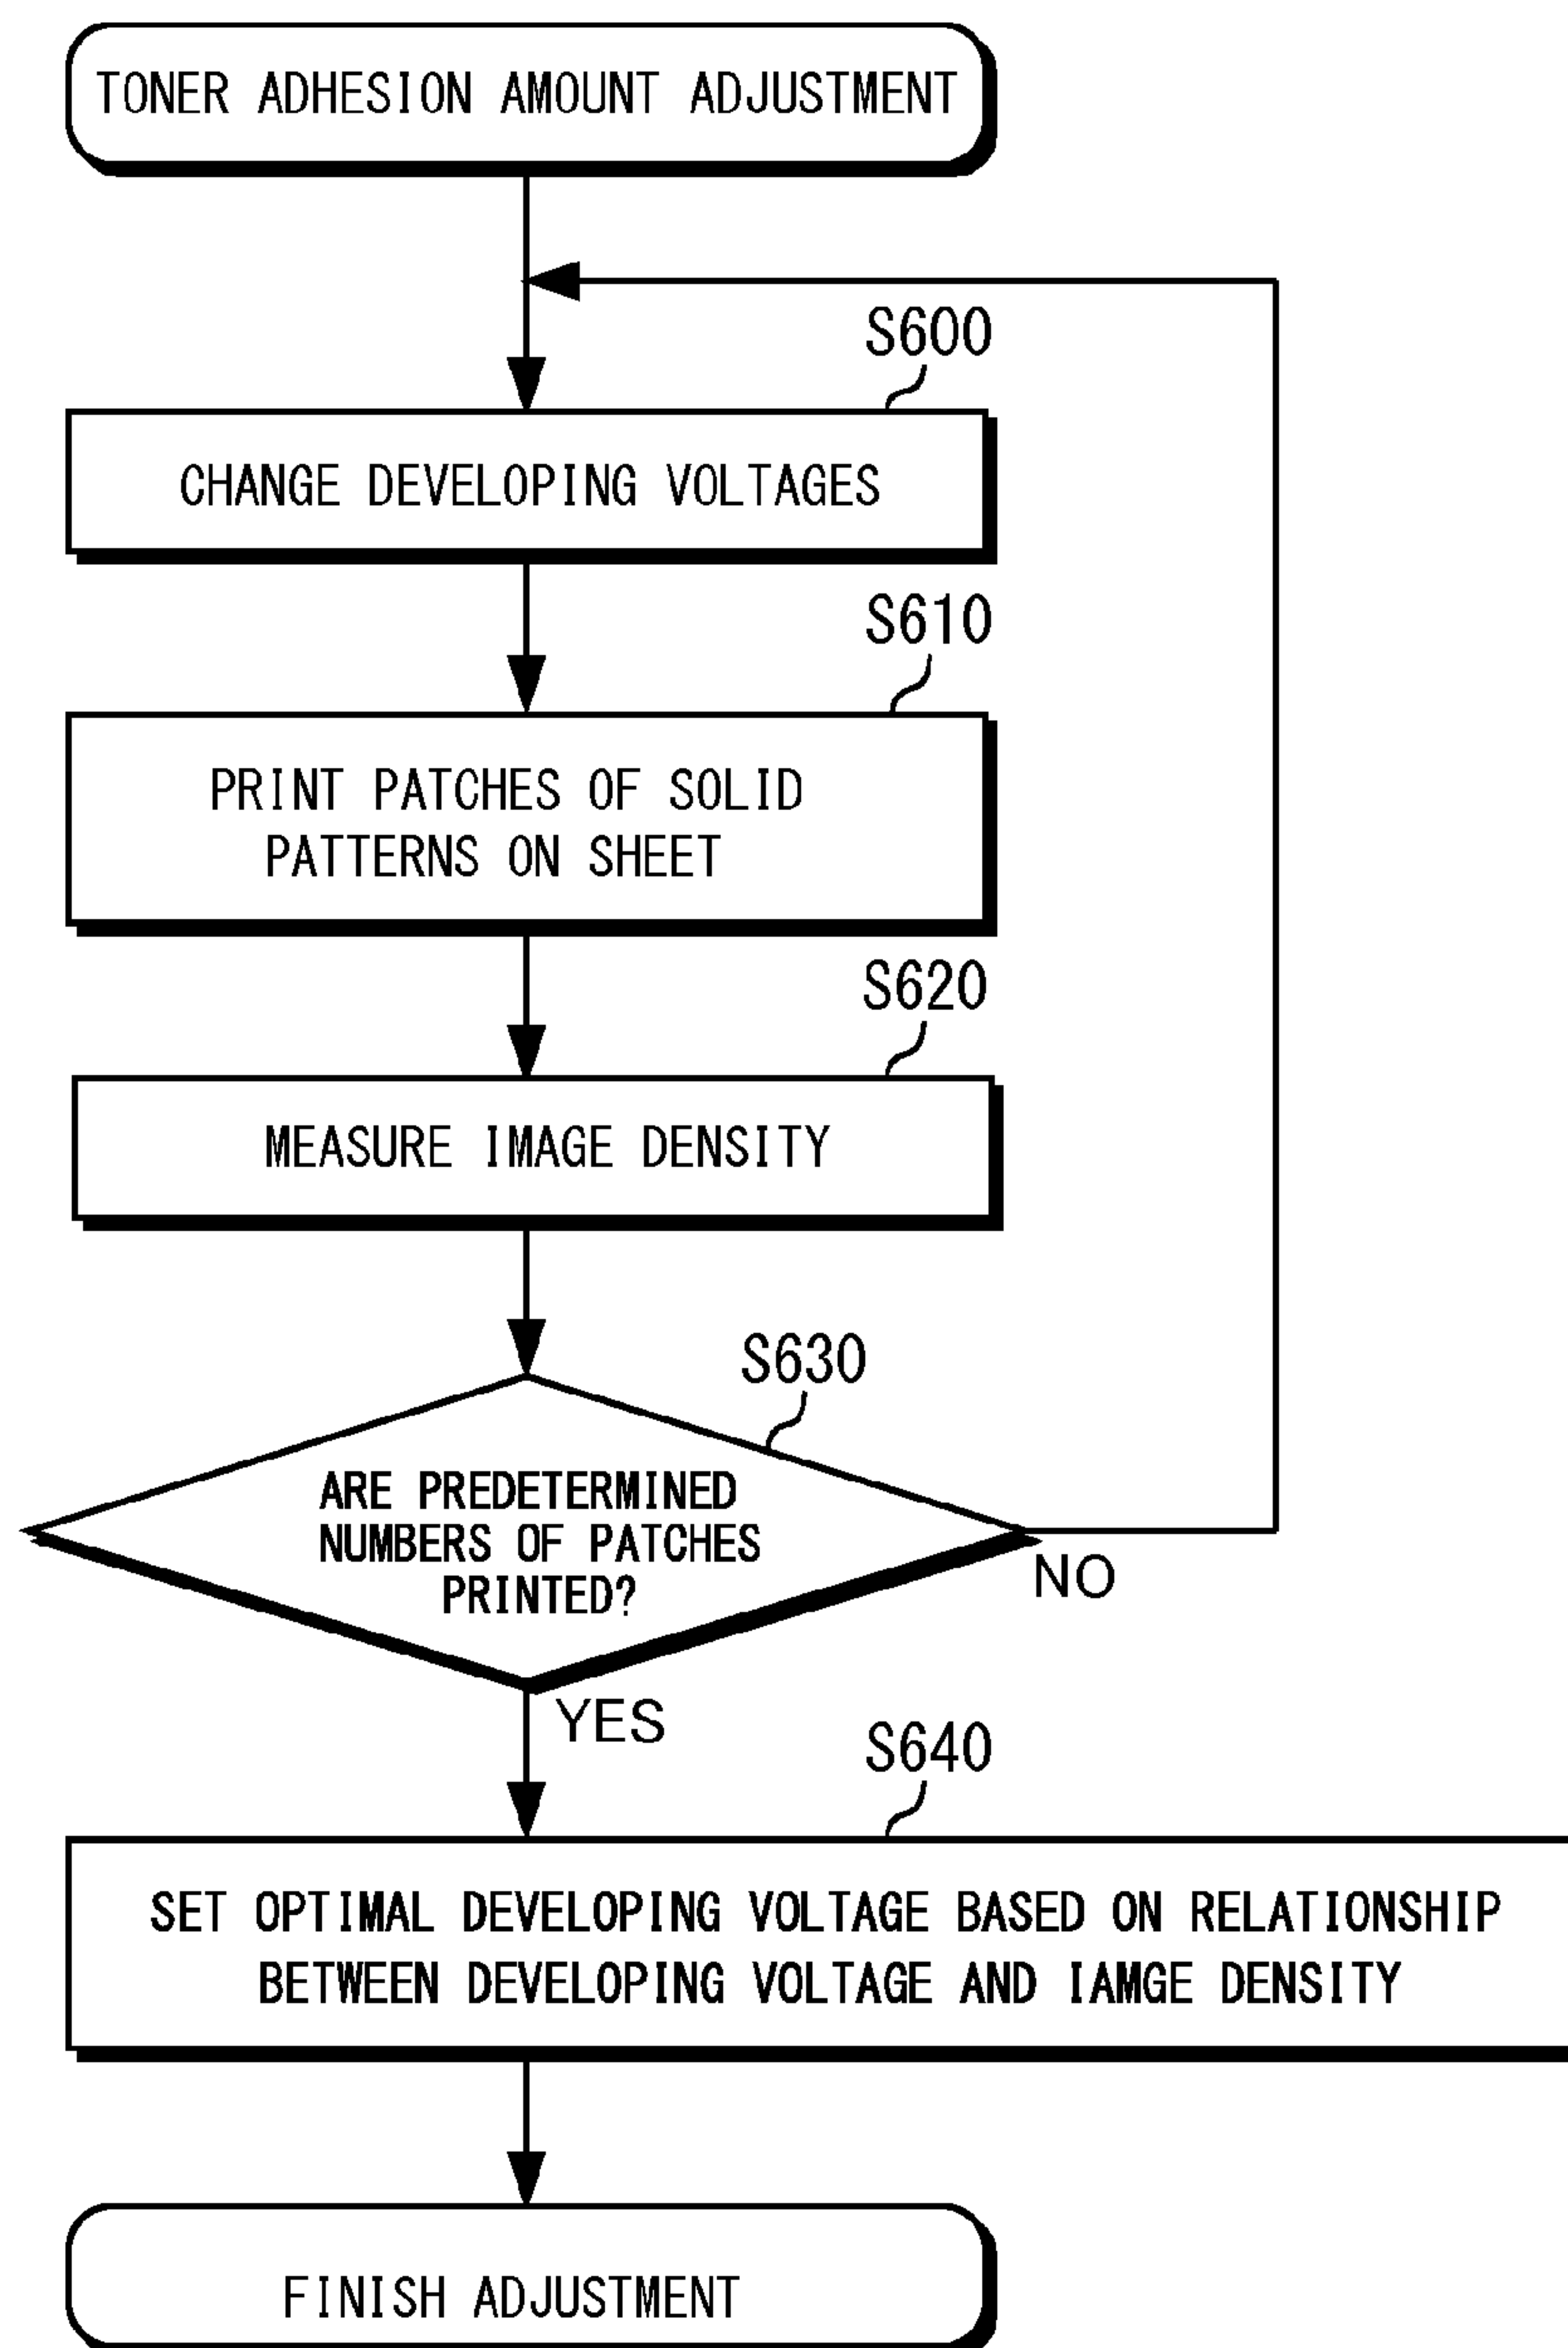 TONER ADHESION AMOUNT ADJUSTMENT
S600
CHANGE DEVELOPING VOLTAGES
S610
PRINT PATCHES OF SOLID
PATTERNS ON SHEET
S620
MEASURE IMAGE DENSITY
S630
ARE PREDETERMINED
NUMBERS OF PATCHES
PRINTED?
NO
YES
S640
SET OPTIMAL DEVELOPING VOLTAGE BASED ON RELATIONSHIP
BETWEEN DEVELOPING VOLTAGE AND IAMGE DENSITY
FINISH ADJUSTMENT